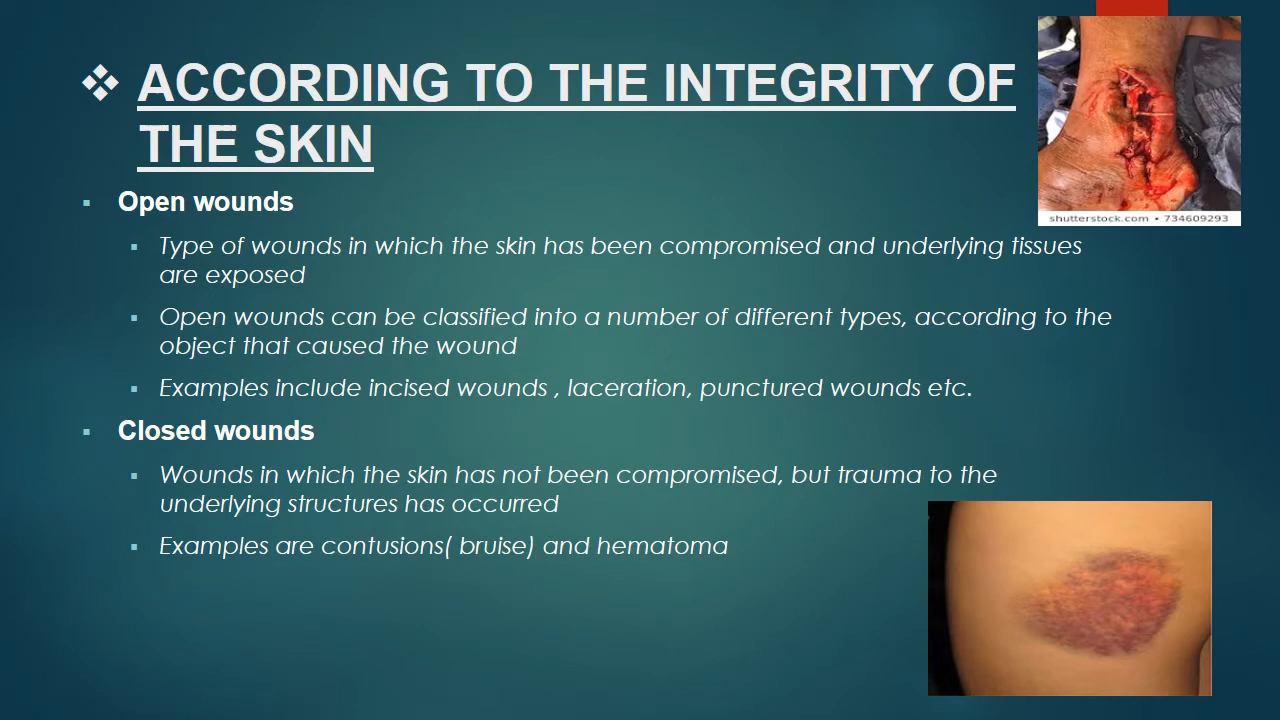 ❖ ACCORDING TO THE INTEGRITY OF
THE SKIN
shutterstock.com • 734609293
▪ Open wounds
▪ Type of wounds in which the skin has been compromised and underlying tissues
are exposed
▪ Open wounds can be classified into a number of different types, according to the
object that caused the wound
▪ Examples include incised wounds , laceration, punctured wounds etc.
▪ Closed wounds
▪ Wounds in which the skin has not been compromised, but trauma to the
underlying structures has occurred
▪ Examples are contusions( bruise) and hematoma